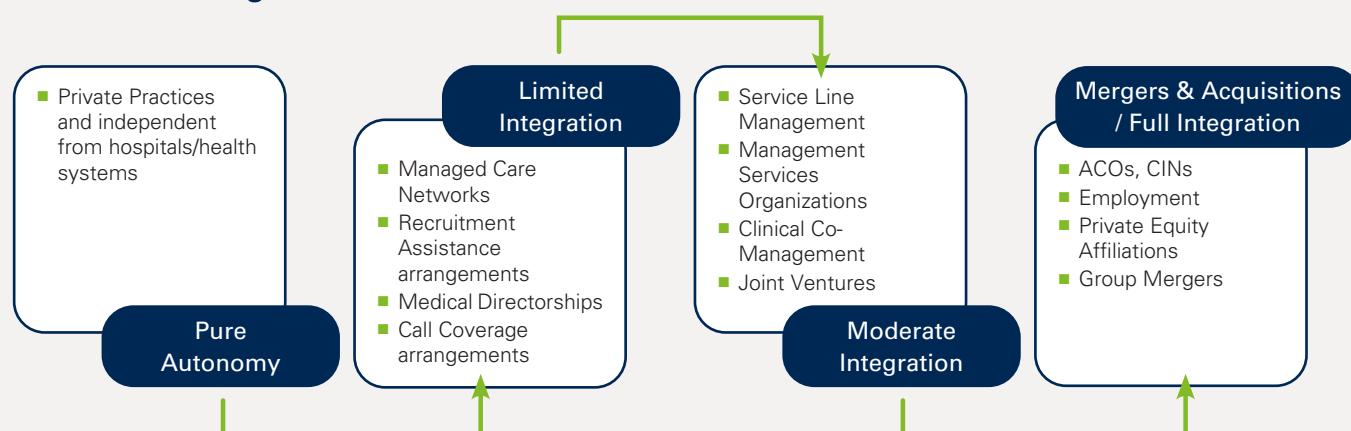 ■ Private Practices
and independent
from hospitals/health
systems
Pure
Autonomy
Limited
Integration
■ Managed Care
Networks
■ Recruitment
Assistance
arrangements
■ Medical Directorships
■ Call Coverage
arrangements
■ Service Line
Management
■ Management
Services
Organizations
■ Clinical Co-
Management
■ Joint Ventures
Moderate
Integration
Mergers & Acquisitions
/ Full Integration
■ ACOs, CINs
■ Employment
■ Private Equity
Affiliations
■ Group Mergers